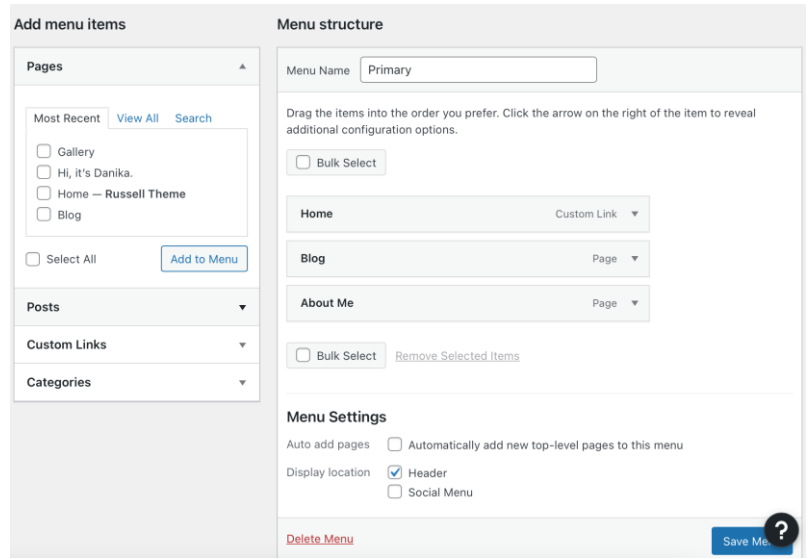 Add menu items
Pages
Most Recent View All Search
Gallery
Hi, it's Danika.
Home — Russell Theme
Blog
Select All Add to Menu
Posts
Custom Links
Categories
Menu structure
Menu Name Primary
Drag the items into the order you prefer. Click the arrow on the right of the item to reveal
additional configuration options.
Bulk Select
Home Custom Link
Blog Page
About Me Page
Bulk Select Remove Selected Items
Menu Settings
Auto add pages Automatically add new top-level pages to this menu
Display location Header
Social Menu
Delete Menu Save Me
?